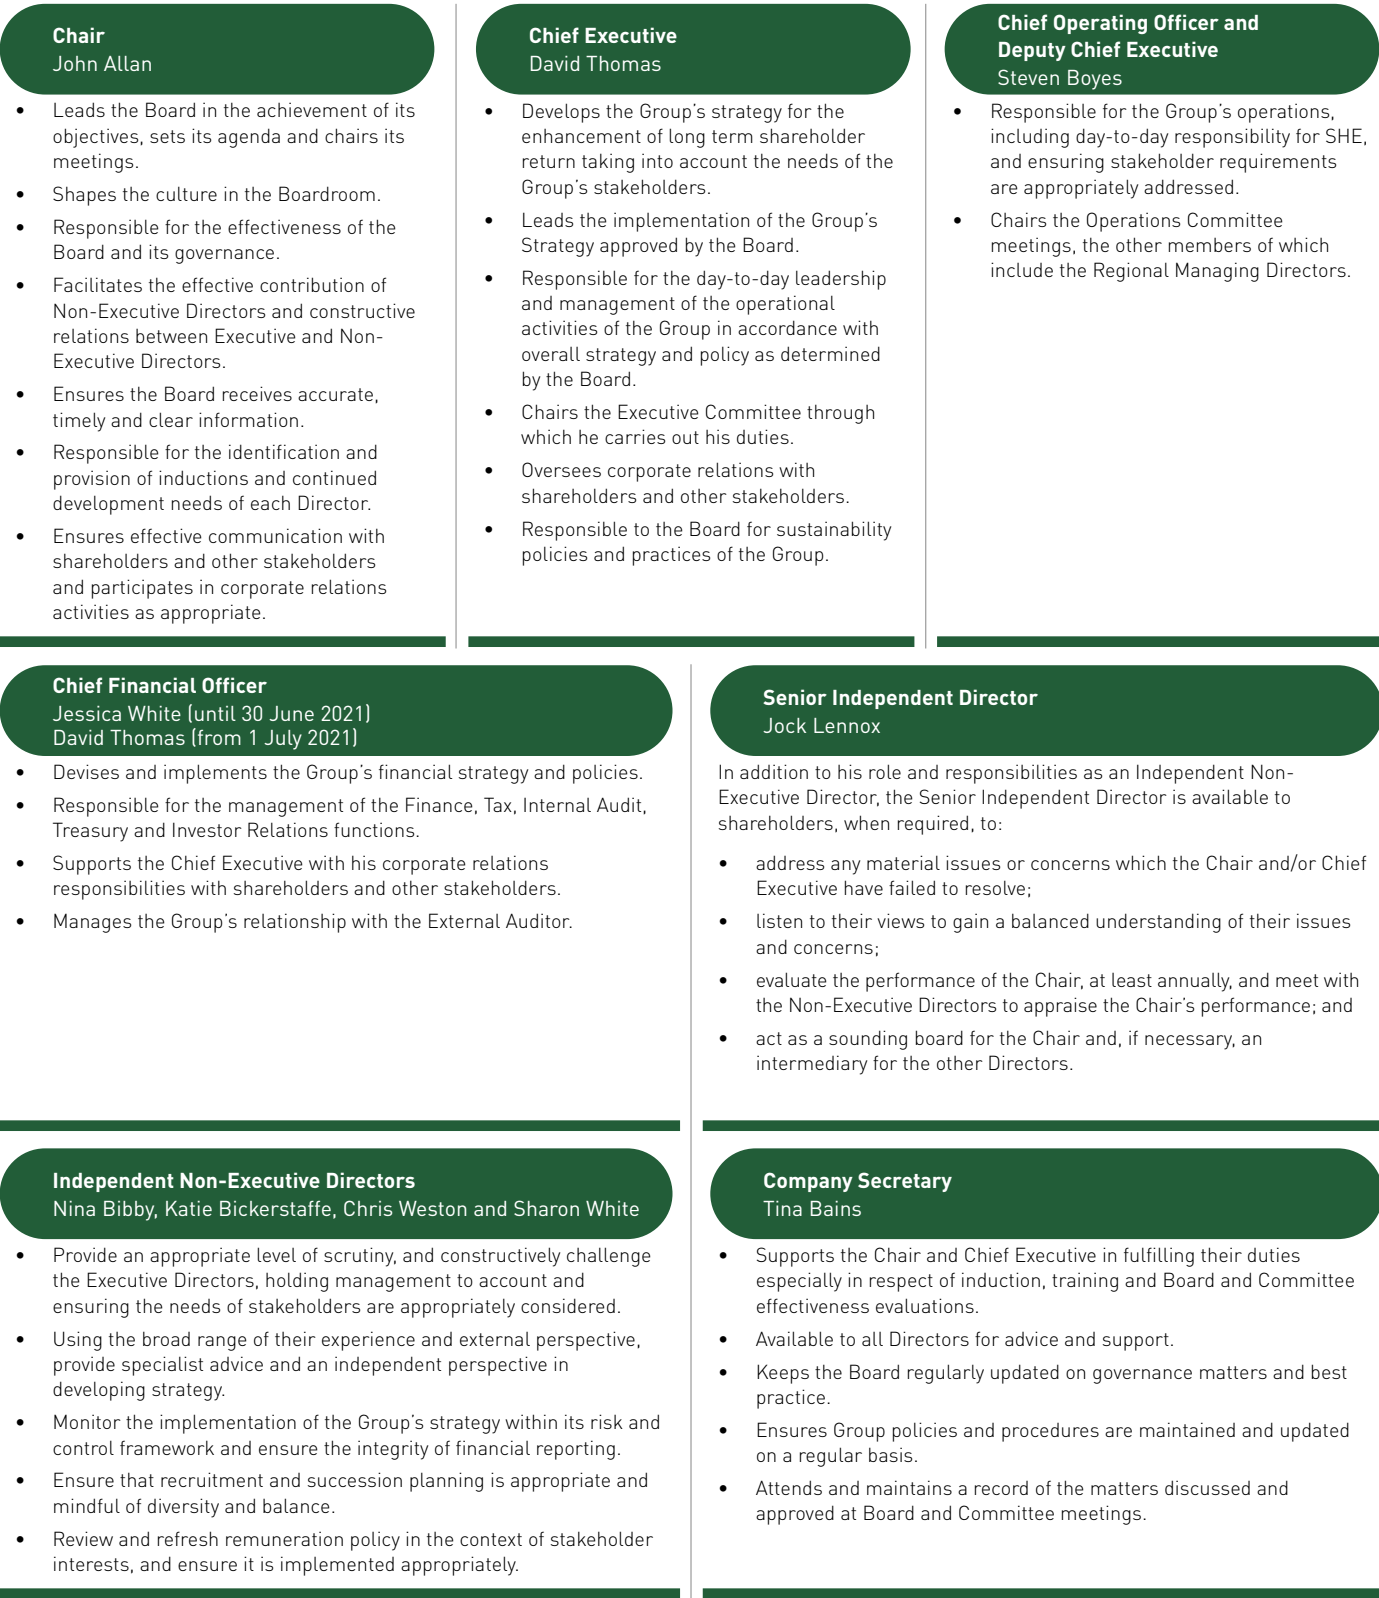 Chair
John Allan
• Leads the Board in the achievement of its
objectives, sets its agenda and chairs its
meetings.
• Shapes the culture in the Boardroom.
• Responsible for the effectiveness of the
Board and its governance.
• Facilitates the effective contribution of
Non-Executive Directors and constructive
relations between Executive and Non-
Executive Directors.
• Ensures the Board receives accurate,
timely and clear information.
• Responsible for the identification and
provision of inductions and continued
development needs of each Director.
• Ensures effective communication with
shareholders and other stakeholders
and participates in corporate relations
activities as appropriate.
Chief Executive
David Thomas
• Develops the Group's strategy for the
enhancement of long term shareholder
return taking into account the needs of the
Group's stakeholders.
• Leads the implementation of the Group's
Strategy approved by the Board.
• Responsible for the day-to-day leadership
and management of the operational
activities of the Group in accordance with
overall strategy and policy as determined
by the Board.
• Chairs the Executive Committee through
which he carries out his duties.
• Oversees corporate relations with
shareholders and other stakeholders.
• Responsible to the Board for sustainability
policies and practices of the Group.
Chief Operating Officer and
Deputy Chief Executive
Steven Boyes
• Responsible for the Group's operations,
including day-to-day responsibility for SHE,
and ensuring stakeholder requirements
are appropriately addressed.
• Chairs the Operations Committee
meetings, the other members of which
include the Regional Managing Directors.
Chief Financial Officer
Jessica White (until 30 June 2021)
David Thomas (from 1 July 2021)
• Devises and implements the Group's financial strategy and policies.
• Responsible for the management of the Finance, Tax, Internal Audit,
Treasury and Investor Relations functions.
• Supports the Chief Executive with his corporate relations
responsibilities with shareholders and other stakeholders.
• Manages the Group's relationship with the External Auditor.
Senior Independent Director
Jock Lennox
In addition to his role and responsibilities as an Independent Non-
Executive Director, the Senior Independent Director is available to
shareholders, when required, to:
• address any material issues or concerns which the Chair and/or Chief
Executive have failed to resolve;
• listen to their views to gain a balanced understanding of their issues
and concerns;
• evaluate the performance of the Chair, at least annually, and meet with
the Non-Executive Directors to appraise the Chair's performance; and
• act as a sounding board for the Chair and, if necessary, an
intermediary for the other Directors.
Independent Non-Executive Directors
Nina Bibby, Katie Bickerstaffe, Chris Weston and Sharon White
• Provide an appropriate level of scrutiny, and constructively challenge
the Executive Directors, holding management to account and
ensuring the needs of stakeholders are appropriately considered.
• Using the broad range of their experience and external perspective,
provide specialist advice and an independent perspective in
developing strategy.
• Monitor the implementation of the Group's strategy within its risk and
control framework and ensure the integrity of financial reporting.
• Ensure that recruitment and succession planning is appropriate and
mindful of diversity and balance.
• Review and refresh remuneration policy in the context of stakeholder
interests, and ensure it is implemented appropriately.
Company Secretary
Tina Bains
• Supports the Chair and Chief Executive in fulfilling their duties
especially in respect of induction, training and Board and Committee
effectiveness evaluations.
• Available to all Directors for advice and support.
• Keeps the Board regularly updated on governance matters and best
practice.
• Ensures Group policies and procedures are maintained and updated
on a regular basis.
• Attends and maintains a record of the matters discussed and
approved at Board and Committee meetings.